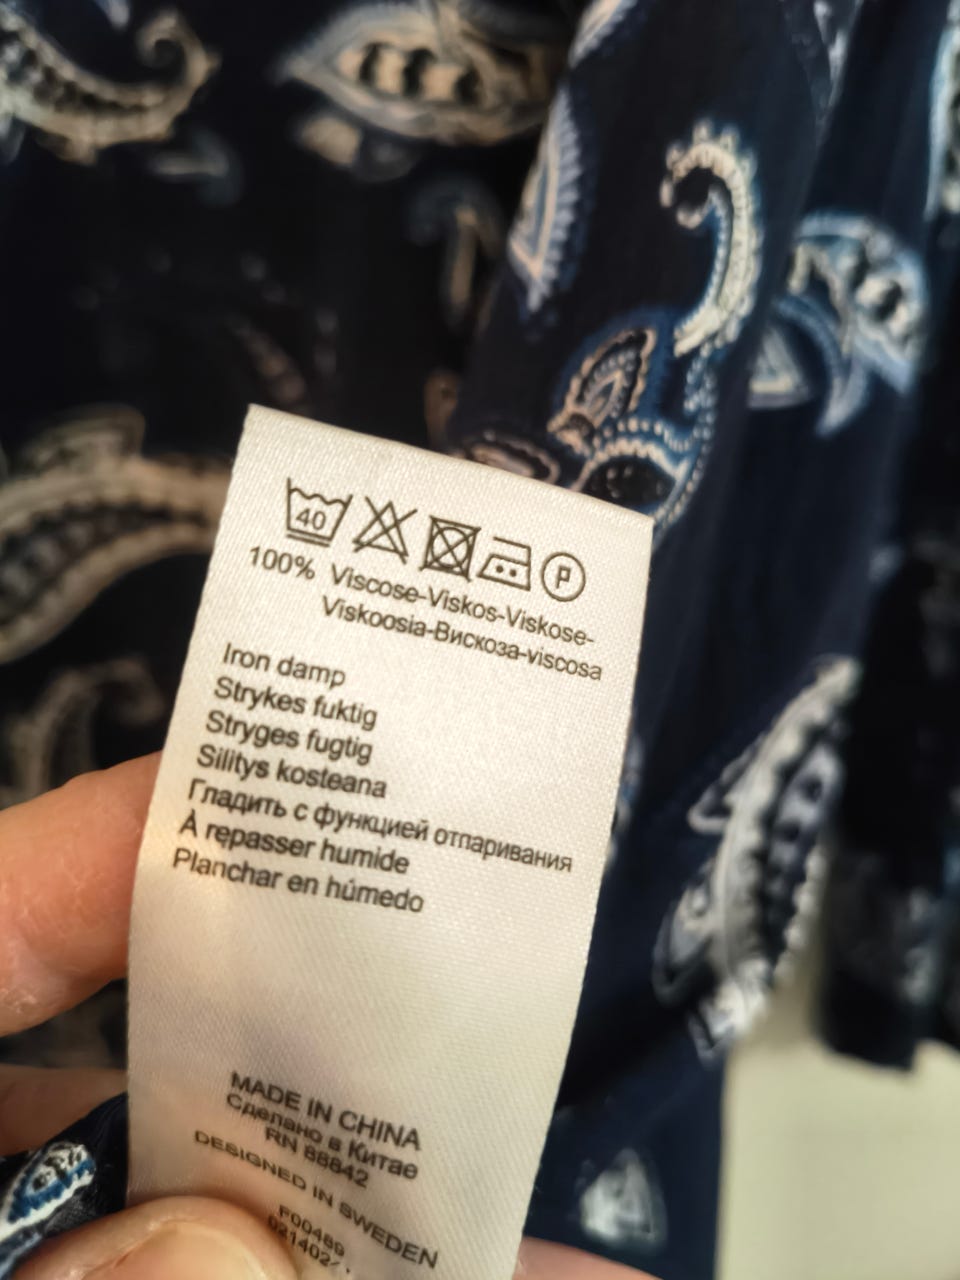 40 P
100% Viscose-Viskos-Viskose-
Viskoosia-Вискоза-viscosa
Iron damp
Strykes fuktig
Stryges fugtig
Silitys kosteana
Гладить с функцией отпаривания
À repasser humide
Planchar en húmedo
MADE IN CHINA
Сделано в Китае
RN 88842
DESIGNED IN SWEDEN
F00469